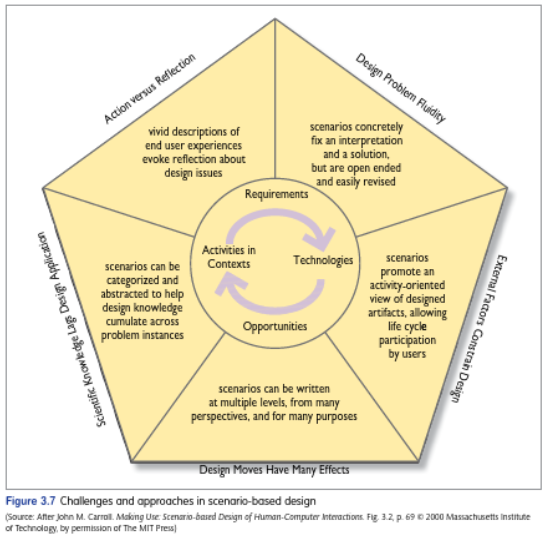 Action versus Reflection
Design Problem Fluidity
vivid descriptions of
end user experiences
evoke reflection about
design issues
scenarios concretely
fix an interpretation
and a solution,
but are open ended
and easily revised
Requirements
Activities in
Contexts
Technologies
Opportunities
Scientific Knowledge Lags Design Application
scenarios can be
categorized and
abstracted to help
design knowledge
cumulate across
problem instances
scenarios
promote an
activity-oriented
view of designed
artifacts, allowing
life cycle
participation
by users
External Factors Constrain Design
scenarios can be written
at multiple levels, from many
perspectives, and for many purposes
Design Moves Have Many Effects
Figure 3.7 Challenges and approaches in scenario-based design
(Source: After John M. Carroll. Making Use: Scenario-based Design of Human-Computer Interactions. Fig. 3.2, p. 69 © 2000 Massachusetts Institute
of Technology, by permission of The MIT Press)